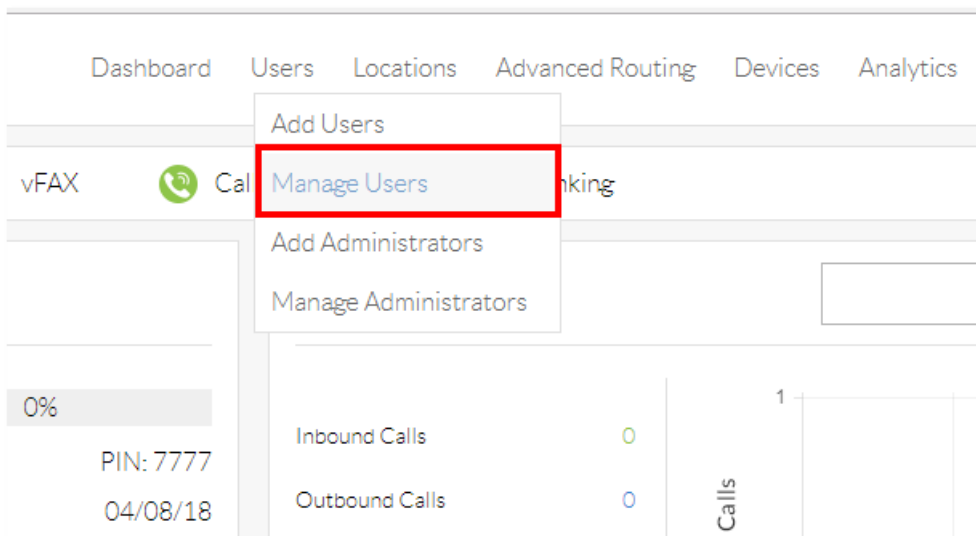 Dashboard Users Locations Advanced Routing Devices Analytics
Add Users
vFAX Cal Manage Users nking
Add Administrators
Manage Administrators
0%
PIN: 7777
04/08/18
Inbound Calls 0
Outbound Calls 0
1
Calls